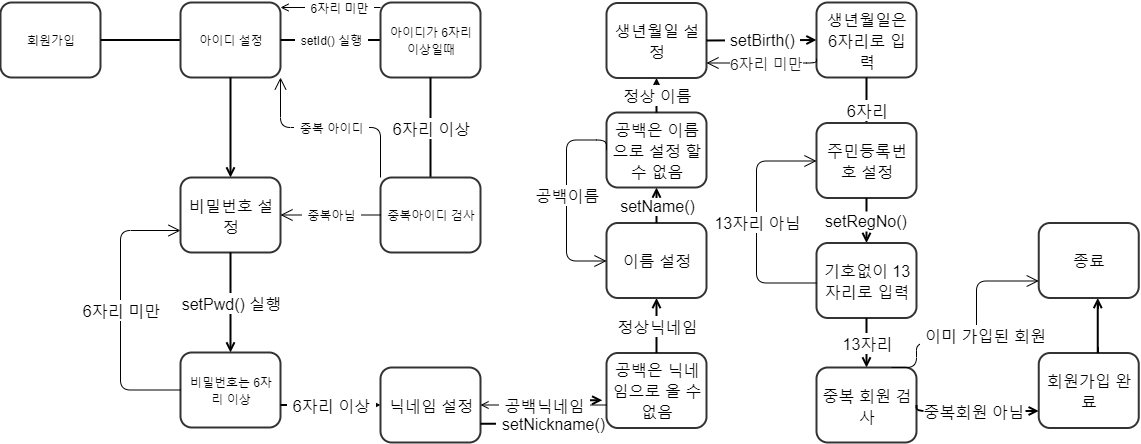 회원가입
아이디 설정
6자리 미만
setId() 실행
아이디가 6자리
이상일때
중복 아이디
6자리 이상
비밀번호 설
정
중복아님
중복아이디 검사
6자리 미만
setPwd() 실행
비밀번호는 6자
리 이상
6자리 이상
닉네임 설정
공백닉네임
setNickname()
공백은 닉네
임으로 올 수
없음
정상닉네임
이름 설정
공백이름
setName()
공백은 이름
으로 설정 할
수 없음
정상 이름
생년월일 설
정
setBirth()
6자리 미만
생년월일은
6자리로 입
력
6자리
주민등록번
호 설정
13자리 아님
setRegNo()
기호없이 13
자리로 입력
13자리
중복 회원 검
사
이미 가입된 회원
중복회원 아님
회원가입 완
료
종료